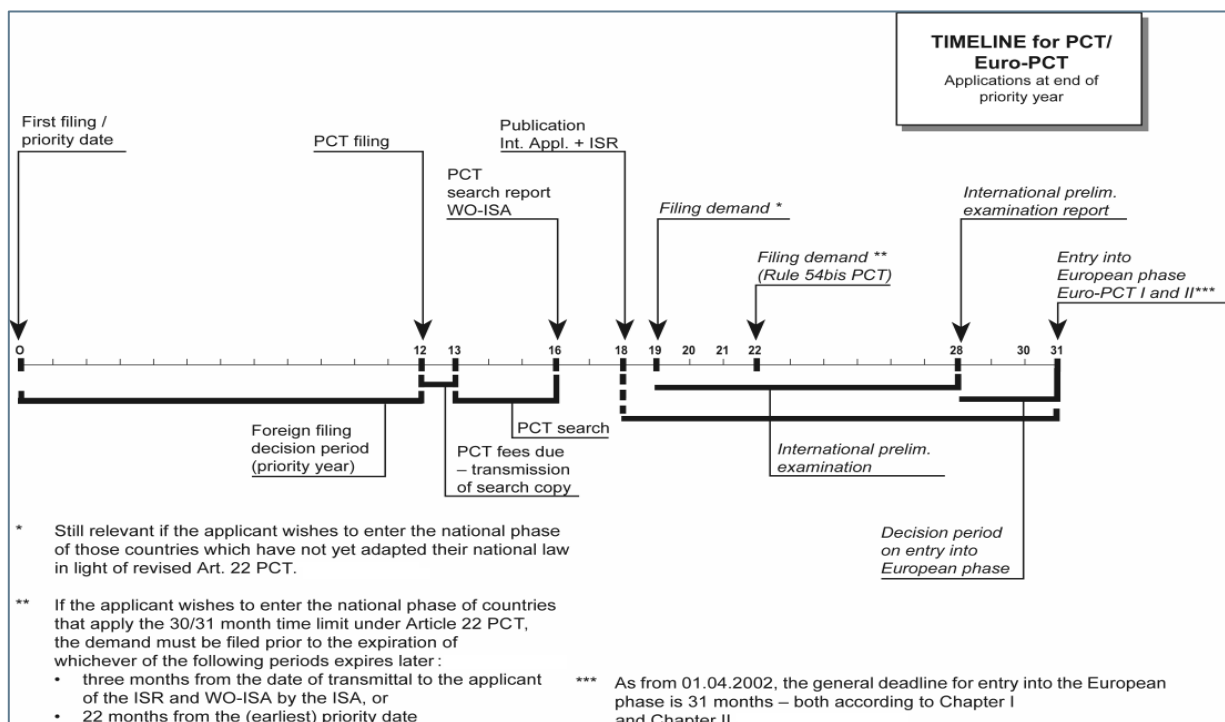 TIMELINE for PCT/
Euro-PCT
Applications at end of
priority year
First filing /
priority date
PCT filing
PCT
search report
WO-ISA
Publication
Int. Appl. + ISR
Filing demand *
Filing demand **
(Rule 54bis PCT)
International prelim.
examination report
Entry into
European phase
Euro-PCT I and II***
O 12 13 16 18 19 20 21 22 28 30 31
Foreign filing
decision period
(priority year)
PCT fees due
– transmission
of search copy
PCT search
International prelim.
examination
Decision period
on entry into
European phase
* Still relevant if the applicant wishes to enter the national phase
of those countries which have not yet adapted their national law
in light of revised Art. 22 PCT.
** If the applicant wishes to enter the national phase of countries
that apply the 30/31 month time limit under Article 22 PCT,
the demand must be filed prior to the expiration of
whichever of the following periods expires later :
• three months from the date of transmittal to the applicant
of the ISR and WO-ISA by the ISA, or
• 22 months from the (earliest) priority date
*** As from 01.04.2002, the general deadline for entry into the European
phase is 31 months – both according to Chapter I
and Chapter II